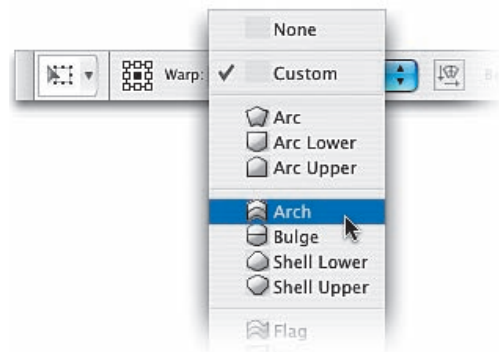 None
Warp: Custom
Arc
Arc Lower
Arc Upper
Arch
Bulge
Shell Lower
Shell Upper
Flag